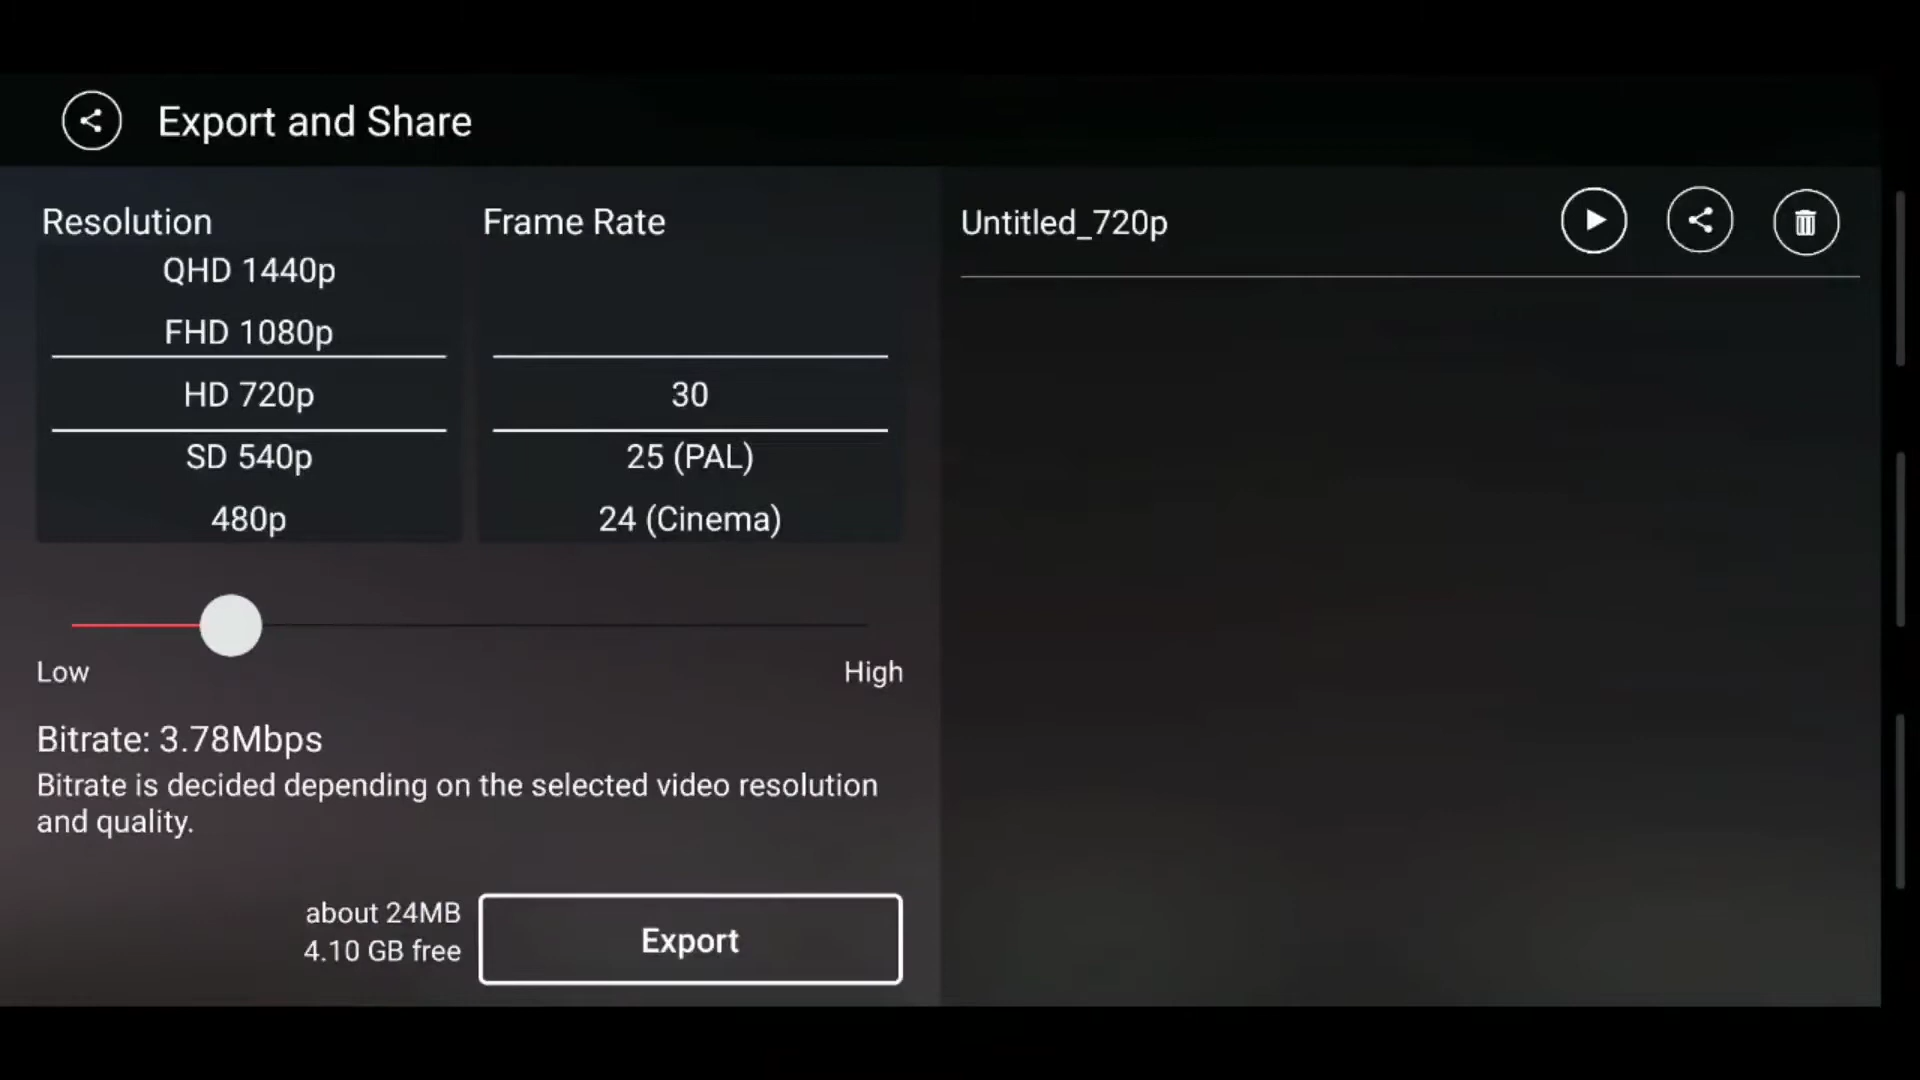 Export and Share
Resolution
QHD 1440p
FHD 1080p
HD 720p
SD 540p
480p
Frame Rate
30
25 (PAL)
24 (Cinema)
Low
High
Bitrate: 3.78Mbps
Bitrate is decided depending on the selected video resolution
and quality.
about 24MB
4.10 GB free
Export
Untitled_720p